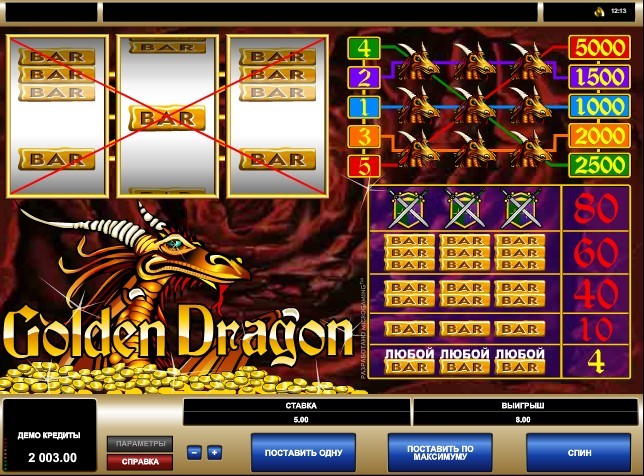 12:13
BAR
BAR
BAR
BAR
BAR
BAR
BAR
BAR
BAR
BAR
4
5000
2
1500
1
1000
3
2000
5
2500
80
BAR BAR BAR
BAR BAR BAR
BAR BAR BAR
60
BAR BAR BAR
BAR BAR BAR
40
BAR BAR BAR
10
ЛЮБОЙ ЛЮБОЙ ЛЮБОЙ
BAR BAR BAR
4
Golden Dragon
РАЗРАБОТАНО MICROGAMING™
СТАВКА
5.00
ВЫИГРЫШ
8.00
ДЕМО КРЕДИТЫ
2 003.00
ПАРАМЕТРЫ
СПРАВКА
- +
ПОСТАВИТЬ ОДНУ
ПОСТАВИТЬ ПО
МАКСИМУМУ
СПИН